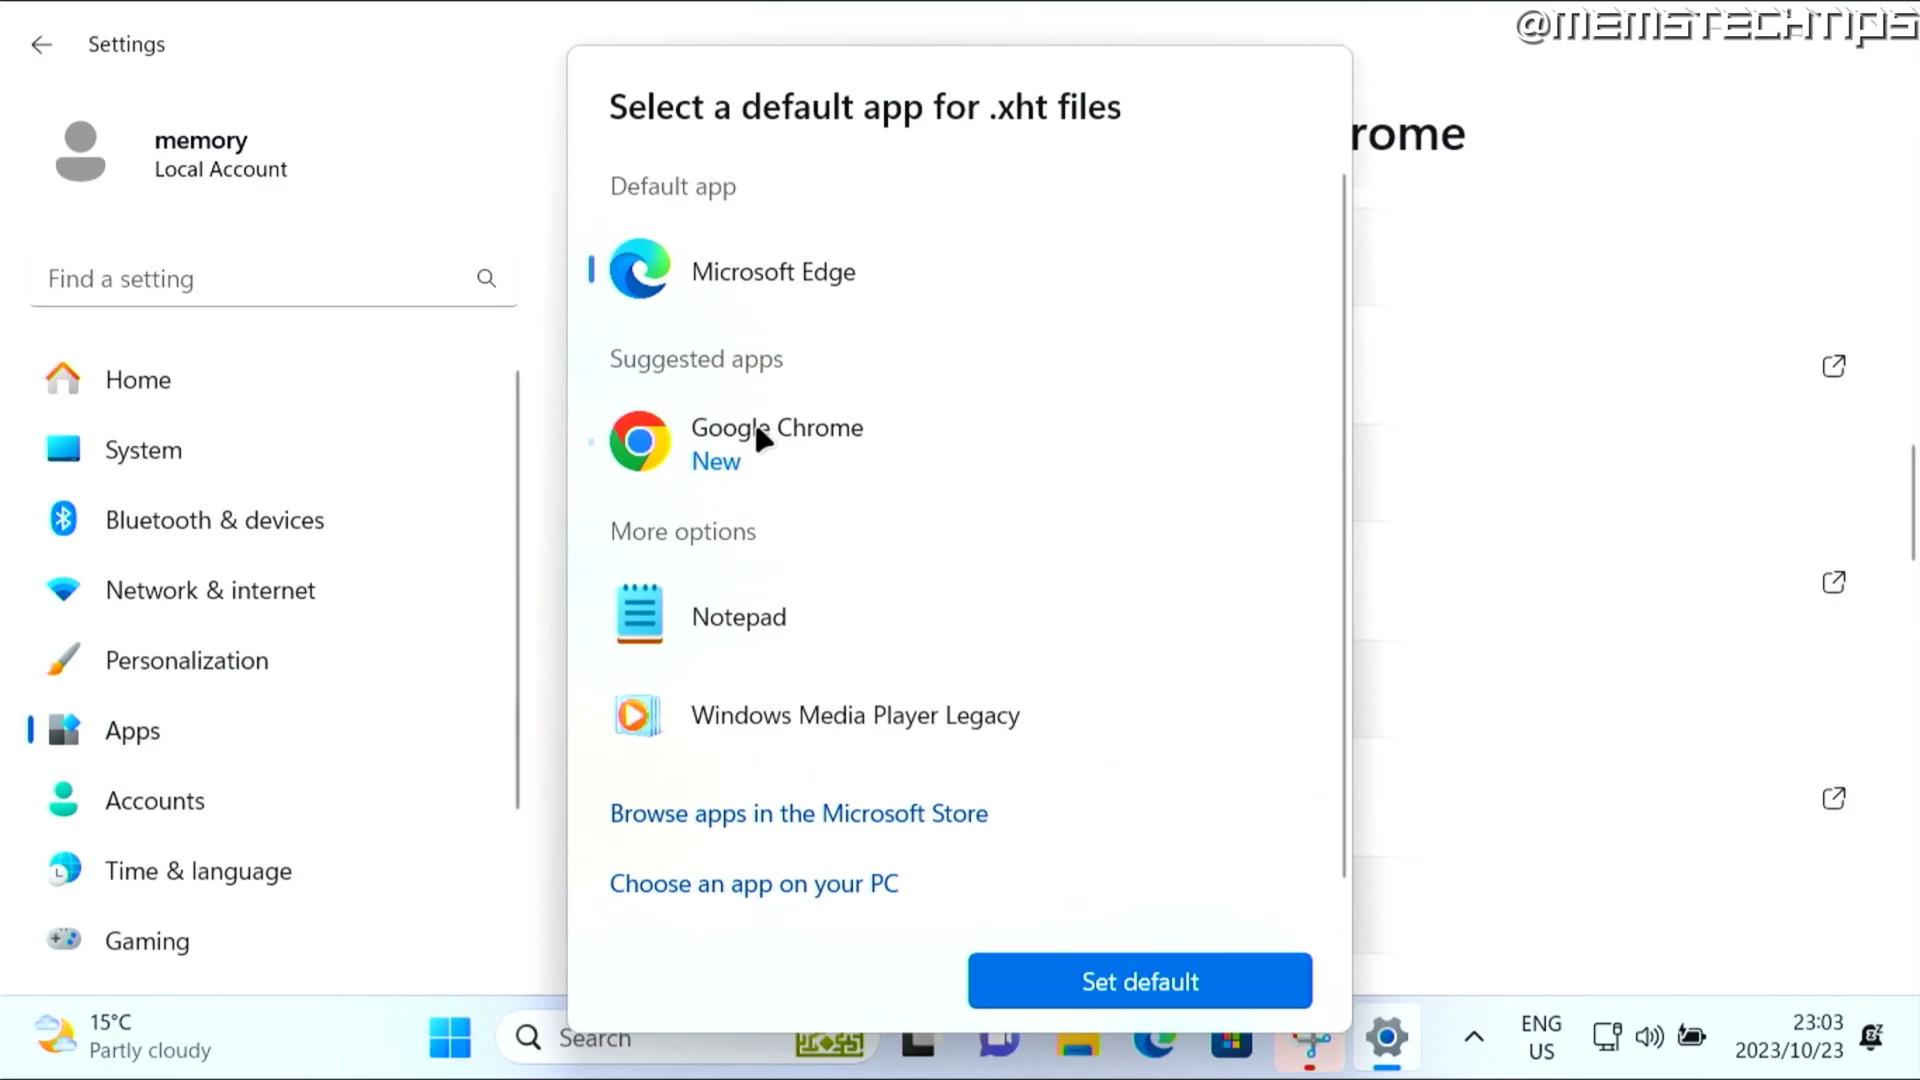 @MEMSTECHTIPS
Settings
memory
Local Account
Find a setting
Home
System
Bluetooth & devices
Network & internet
Personalization
Apps
Accounts
Time & language
Gaming
rome
Select a default app for .xht files
Default app
Microsoft Edge
Suggested apps
Google Chrome
New
More options
Notepad
Windows Media Player Legacy
Browse apps in the Microsoft Store
Choose an app on your PC
Set default
15°C
Partly cloudy
Search
ENG
US
23:03
2023/10/23